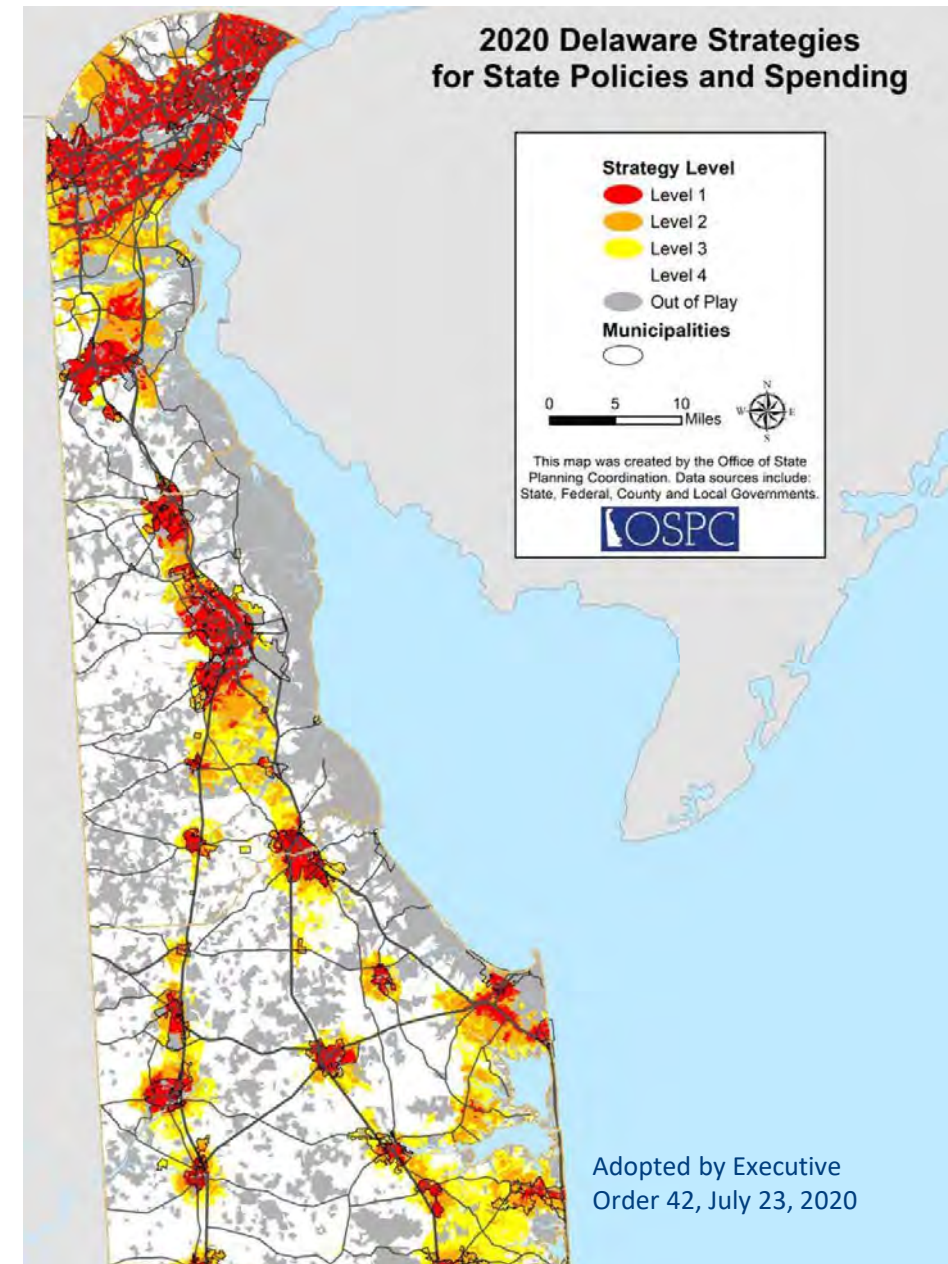 2020 Delaware Strategies
for State Policies and Spending
Strategy Level
Level 1
Level 2
Level 3
Level 4
Out of Play
Municipalities
0 5 10
Miles
N
W E
S
This map was created by the Office of State
Planning Coordination. Data sources include:
State, Federal, County and Local Governments.
OSPC
Adopted by Executive
Order 42, July 23, 2020